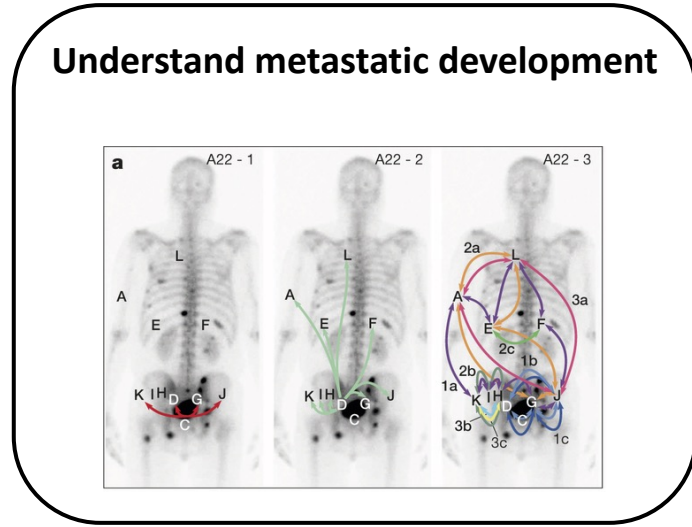 Understand metastatic development
a
A22 - 1
L
A
E
F
K
I
H
D
G
J
C
A22 - 2
L
A
E
F
K
I
H
D
G
J
C
A22 - 3
2a
L
A
3a
E
F
2c
1b
2b
1a
K
I
H
D
G
J
C
3b
3c
1c